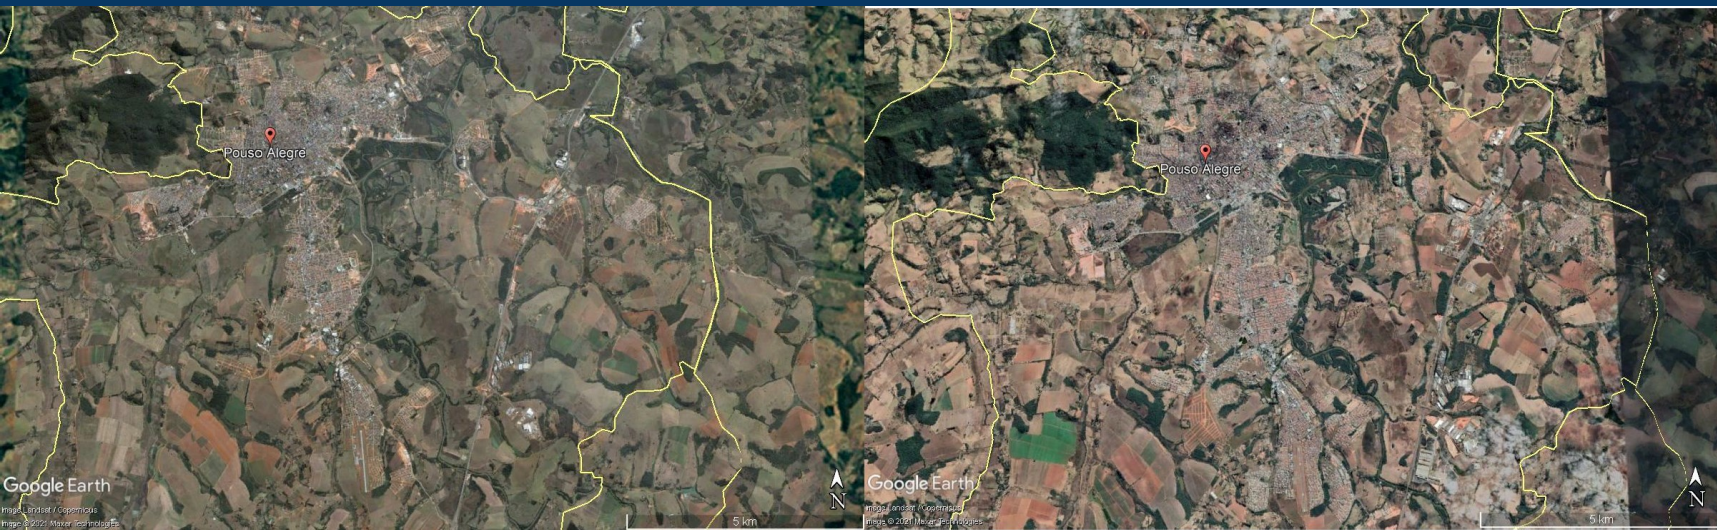 Pouso Alegre
Google Earth
Image Landsat / Copernicus
Image © 2021 Maxar Technologies
5 km
N
Pouso Alegre
Google Earth
Image Landsat / Copernicus
Image © 2021 Maxar Technologies
5 km
N